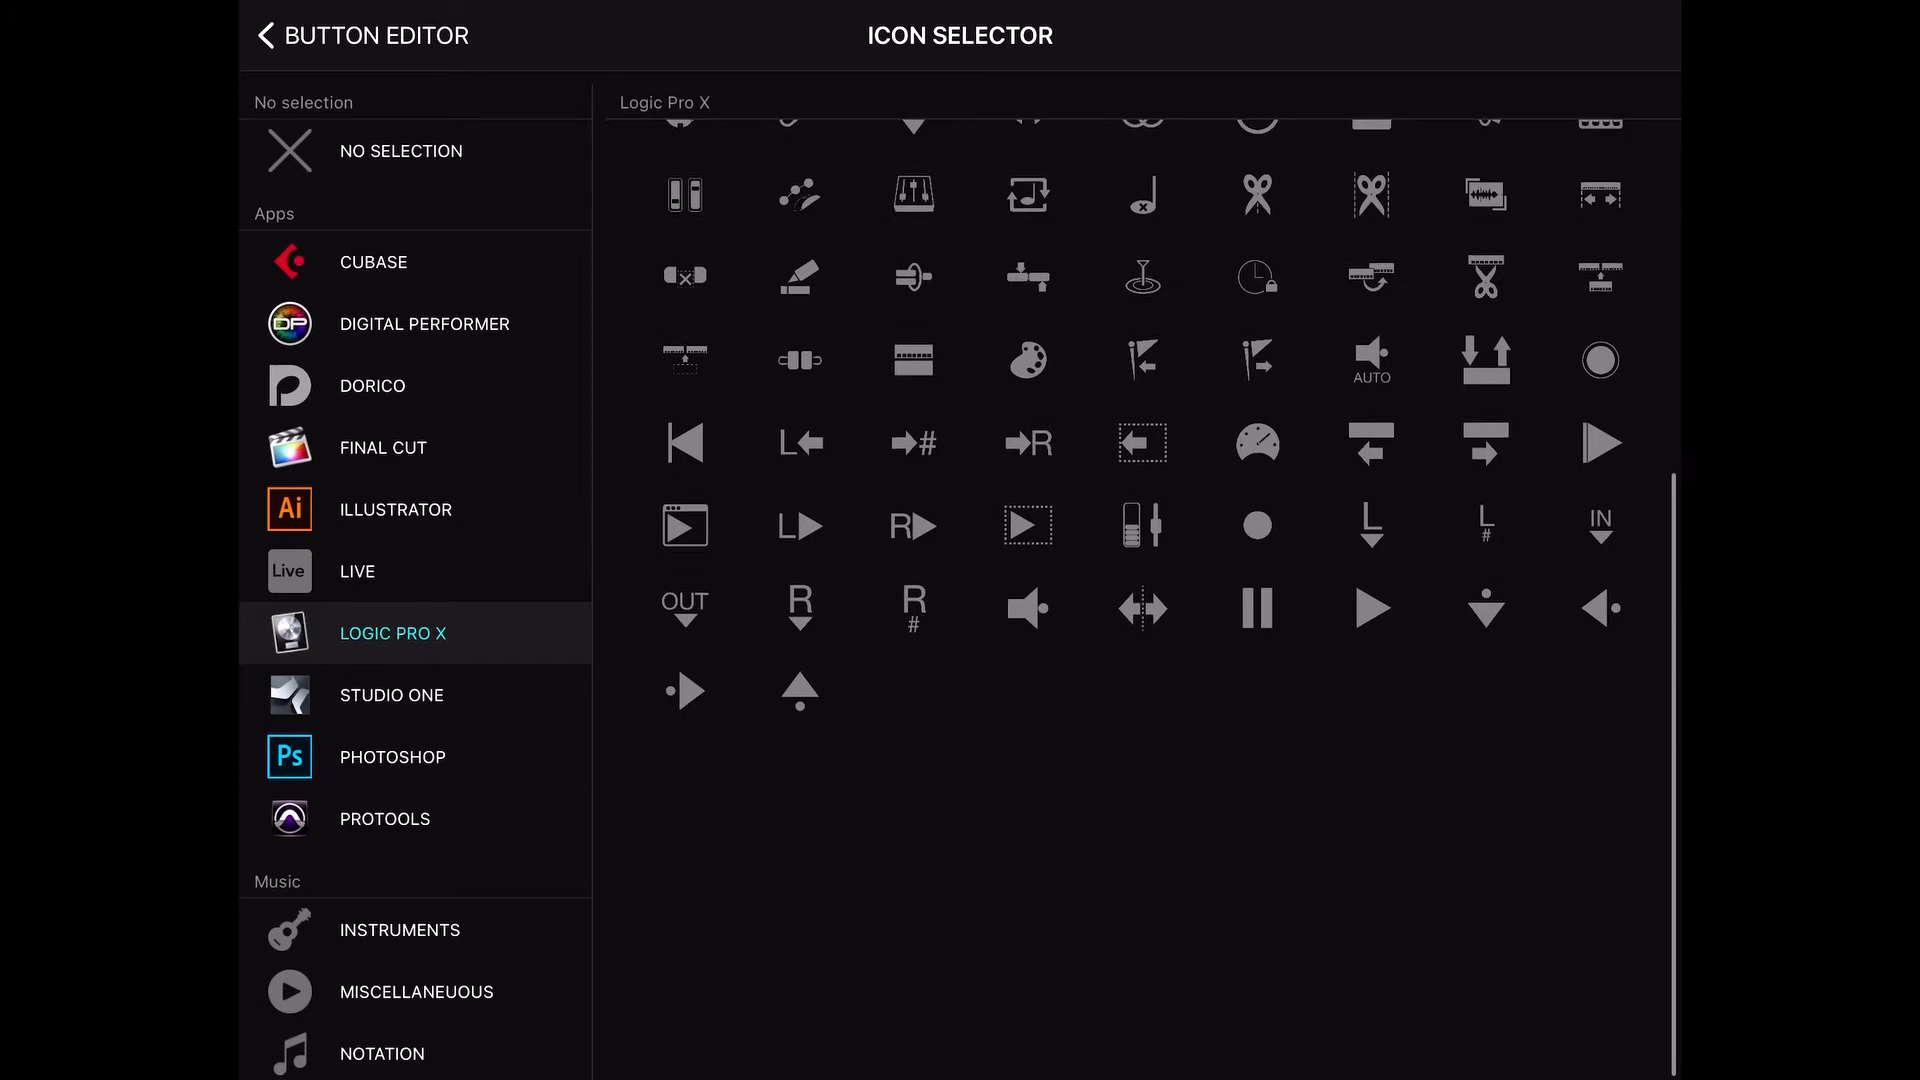 BUTTON EDITOR
ICON SELECTOR
No selection
NO SELECTION
Apps
CUBASE
DP DIGITAL PERFORMER
DORICO
FINAL CUT
Ai ILLUSTRATOR
Live LIVE
LOGIC PRO X
STUDIO ONE
Ps PHOTOSHOP
PROTOOLS
Music
INSTRUMENTS
MISCELLANEUOUS
NOTATION
Logic Pro X
AUTO
L # R
L R L L # IN
OUT R R #